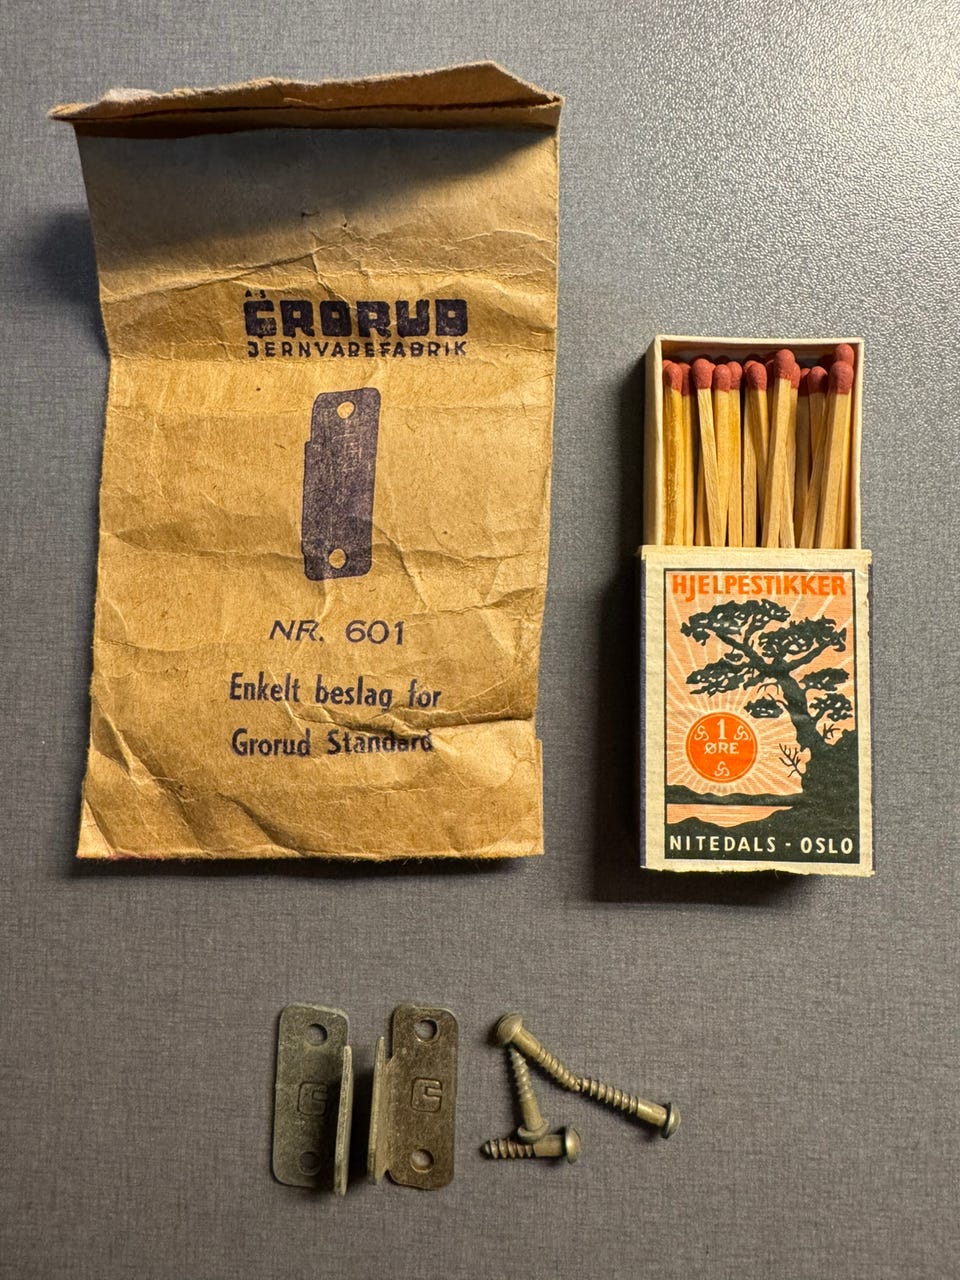 A·S
GRORUD
JERNVAREFABRIK
NR. 601
Enkelt beslag for
Grorud Standard
HJELPESTIKKER
1
ØRE
NITEDALS - OSLO
G
G